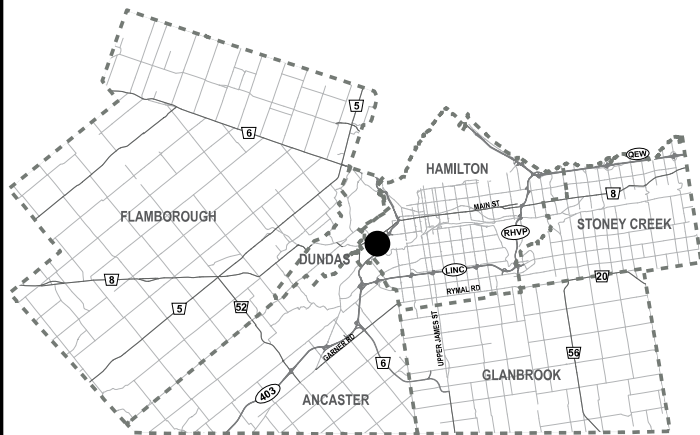 5
6
HAMILTON
QEW
MAIN ST
8
FLAMBOROUGH
STONEY CREEK
RHVP
DUNDAS
LINC
20
8
RYMAL RD
5
52
UPPER JAMES ST
GARNER RD
6
56
GLANBROOK
403
ANCASTER